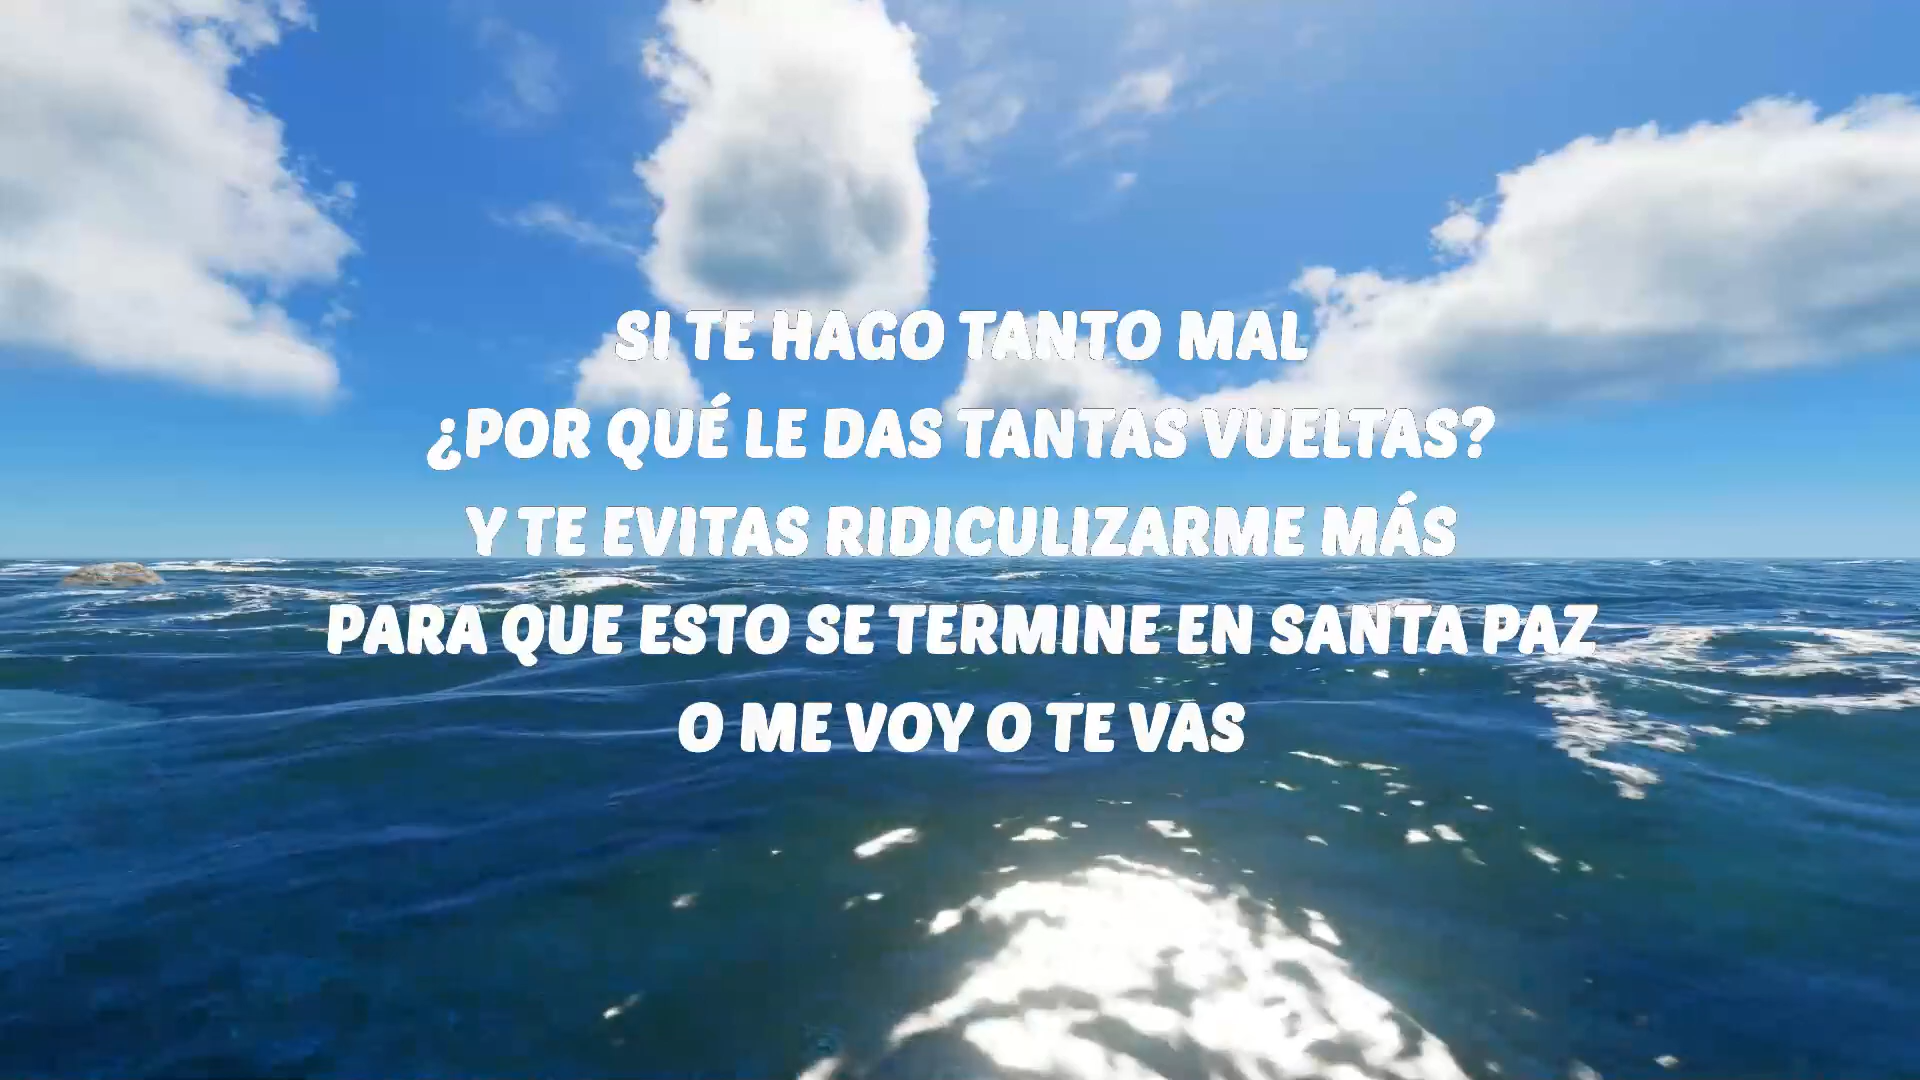 SI TE HAGO TANTO MAL
¿POR QUÉ LE DAS TANTAS VUELTAS?
Y TE EVITAS RIDICULIZARME MÁS
PARA QUE ESTO SE TERMINE EN SANTA PAZ
O ME VOY O TE VAS